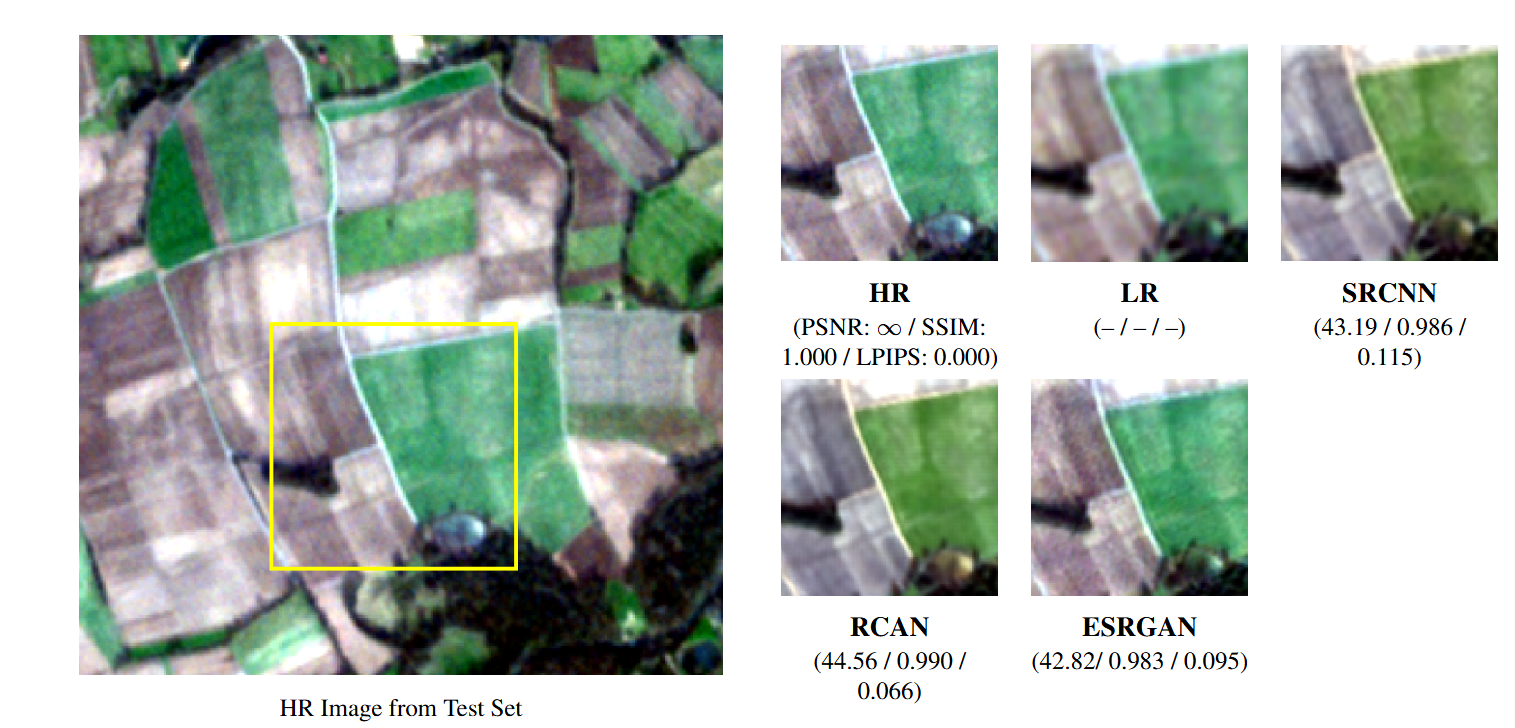 HR
(PSNR: ∞ / SSIM:
1.000 / LPIPS: 0.000)
LR
(– / – / –)
SRCNN
(43.19 / 0.986 /
0.115)
RCAN
(44.56 / 0.990 /
0.066)
ESRGAN
(42.82/ 0.983 / 0.095)
HR Image from Test Set